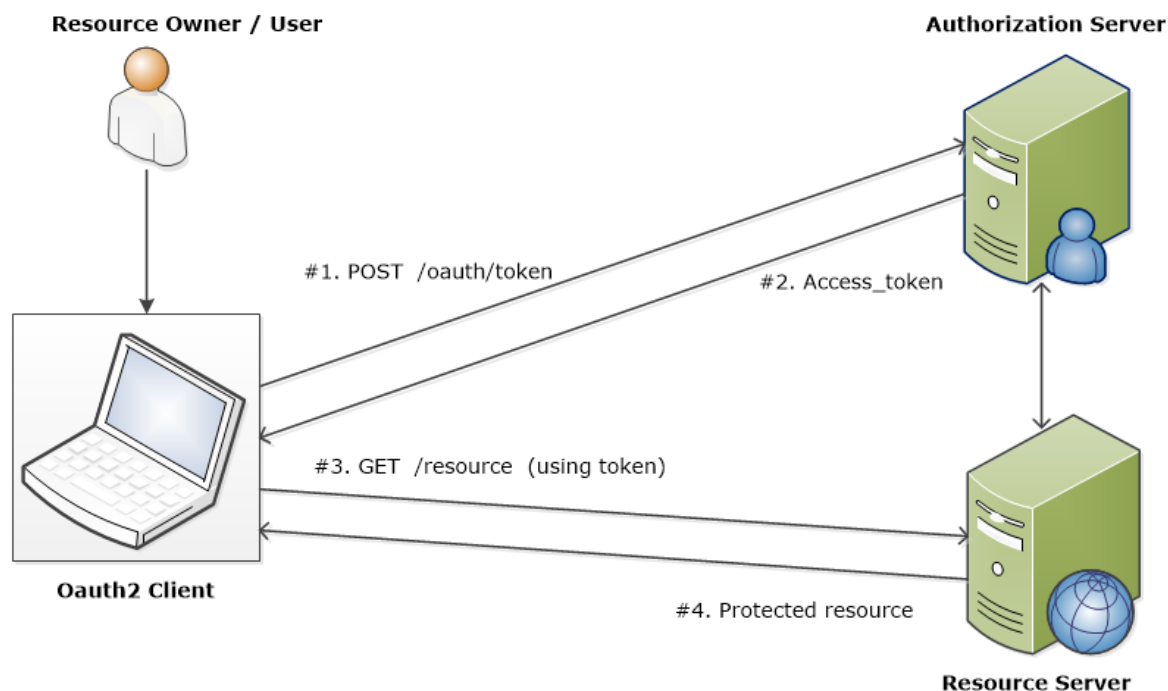 Resource Owner / User
Authorization Server
#1. POST /oauth/token
#2. Access_token
#3. GET /resource (using token)
Oauth2 Client
#4. Protected resource
Resource Server